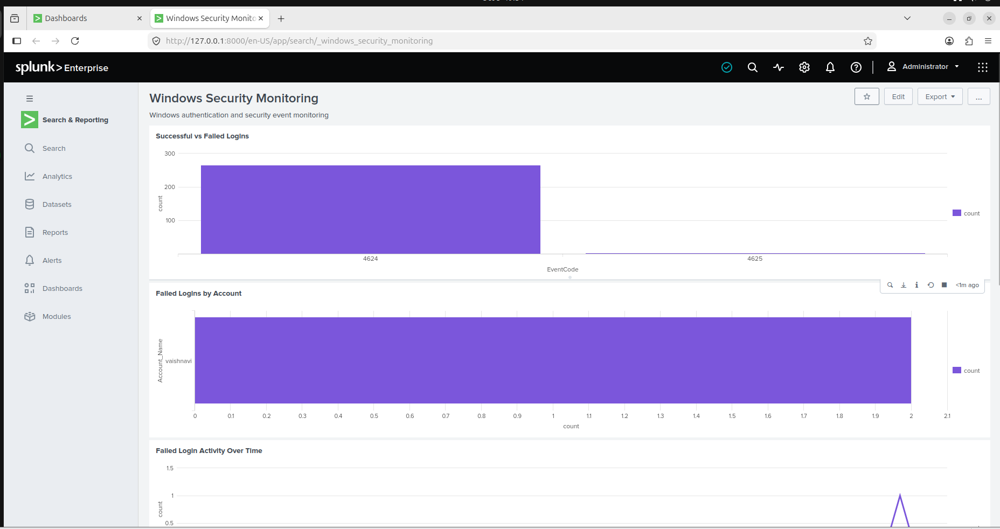 Dashboards
Windows Security Monito
http://127.0.0.1:8000/en-US/app/search/_windows_security_monitoring
splunk> Enterprise
Administrator
Windows Security Monitoring
Edit
Export
...
Windows authentication and security event monitoring
Search & Reporting
Search
Analytics
Datasets
Reports
Alerts
Dashboards
Modules
Successful vs Failed Logins
300
200
100
count
4624
4625
EventCode
count
<1m ago
Failed Logins by Account
Account_Name
vaishnavi
0 0.1 0.2 0.3 0.4 0.5 0.6 0.7 0.8 0.9 1 1.1 1.2 1.3 1.4 1.5 1.6 1.7 1.8 1.9 2 2.1
count
count
Failed Login Activity Over Time
1.5
1
0.5
count